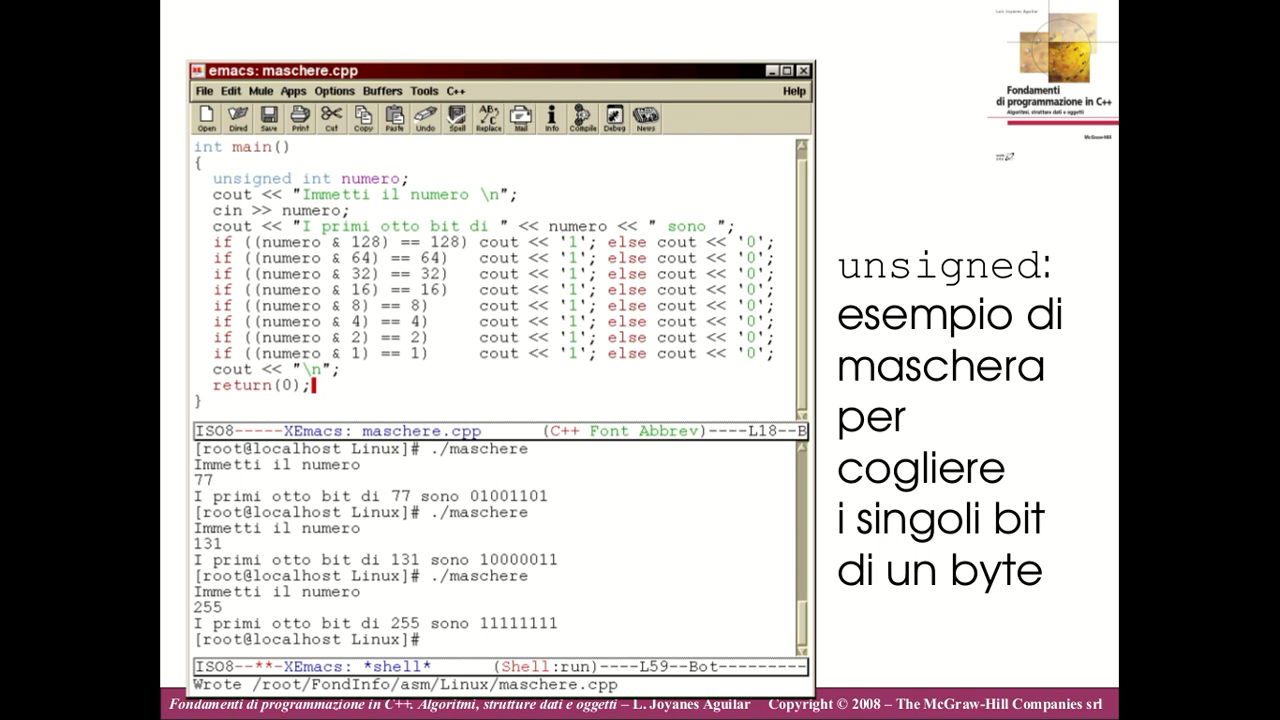 Luis Joyanes Aguilar
Fondamenti
di programmazione in C++
Algoritmi, strutture dati e oggetti
McGraw-Hill
emacs: maschere.cpp
File Edit Mule Apps Options Buffers Tools C++ Help
Open Dired Save Print Cut Copy Paste Undo Spell Replace Mail Info Compile Debug News
int main()
{
unsigned int numero;
cout << "Immetti il numero \n";
cin >> numero;
cout << "I primi otto bit di " << numero << " sono ";
if ((numero & 128) == 128) cout << '1'; else cout << '0';
if ((numero & 64) == 64) cout << '1'; else cout << '0';
if ((numero & 32) == 32) cout << '1'; else cout << '0';
if ((numero & 16) == 16) cout << '1'; else cout << '0';
if ((numero & 8) == 8) cout << '1'; else cout << '0';
if ((numero & 4) == 4) cout << '1'; else cout << '0';
if ((numero & 2) == 2) cout << '1'; else cout << '0';
if ((numero & 1) == 1) cout << '1'; else cout << '0';
cout << "\n";
return(0);
}
ISO8-----XEmacs: maschere.cpp (C++ Font Abbrev)----L18--B
[root@localhost Linux]# ./maschere
Immetti il numero
77
I primi otto bit di 77 sono 01001101
[root@localhost Linux]# ./maschere
Immetti il numero
131
I primi otto bit di 131 sono 10000011
[root@localhost Linux]# ./maschere
Immetti il numero
255
I primi otto bit di 255 sono 11111111
[root@localhost Linux]#
ISO8--**-XEmacs: *shell* (Shell:run)----L59--Bot---------
Wrote /root/FondInfo/asm/Linux/maschere.cpp
unsigned:
esempio di
maschera
per
cogliere
i singoli bit
di un byte
Fondamenti di programmazione in C++. Algoritmi, strutture dati e oggetti – L. Joyanes Aguilar Copyright © 2008 – The McGraw-Hill Companies srl